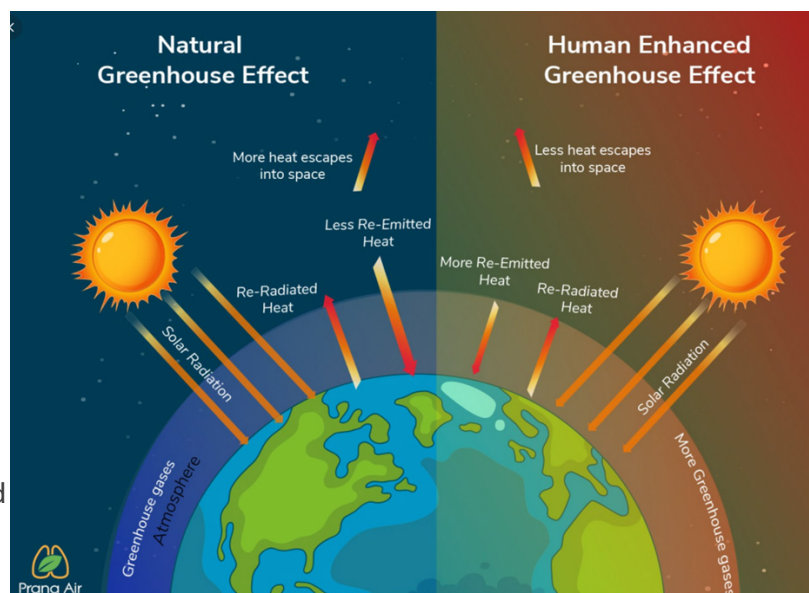 Natural
Greenhouse Effect
Human Enhanced
Greenhouse Effect
More heat escapes
into space
Less heat escapes
into space
Less Re-Emitted
Heat
More Re-Emitted
Heat
Re-Radiated
Heat
Re-Radiated
Heat
Solar Radiation
Solar Radiation
Greenhouse gases
Atmosphere
More Greenhouse gases
Prana Air